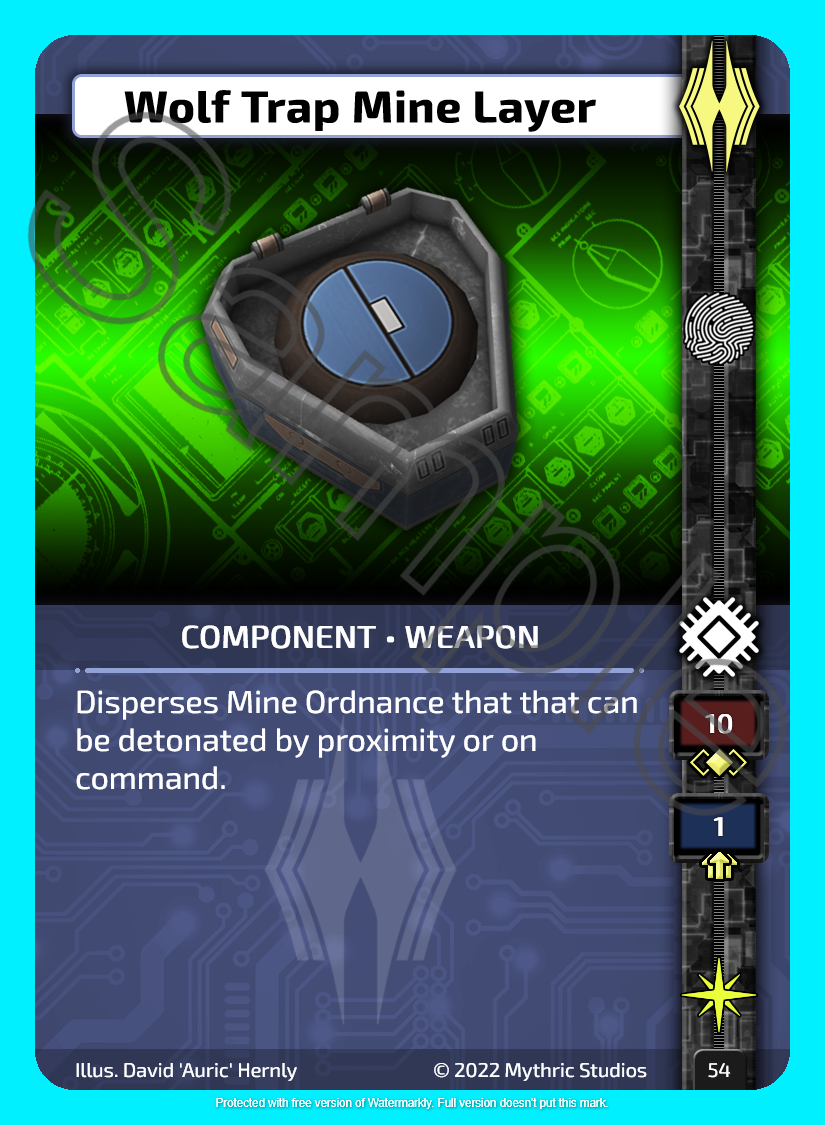 Wolf Trap Mine Layer
COMPONENT • WEAPON
Disperses Mine Ordnance that that can
be detonated by proximity or on
command.
10
1
Illus. David 'Auric' Hernly
© 2022 Mythric Studios
54
Sample
Protected with free version of Watermarkly. Full version doesn't put this mark.